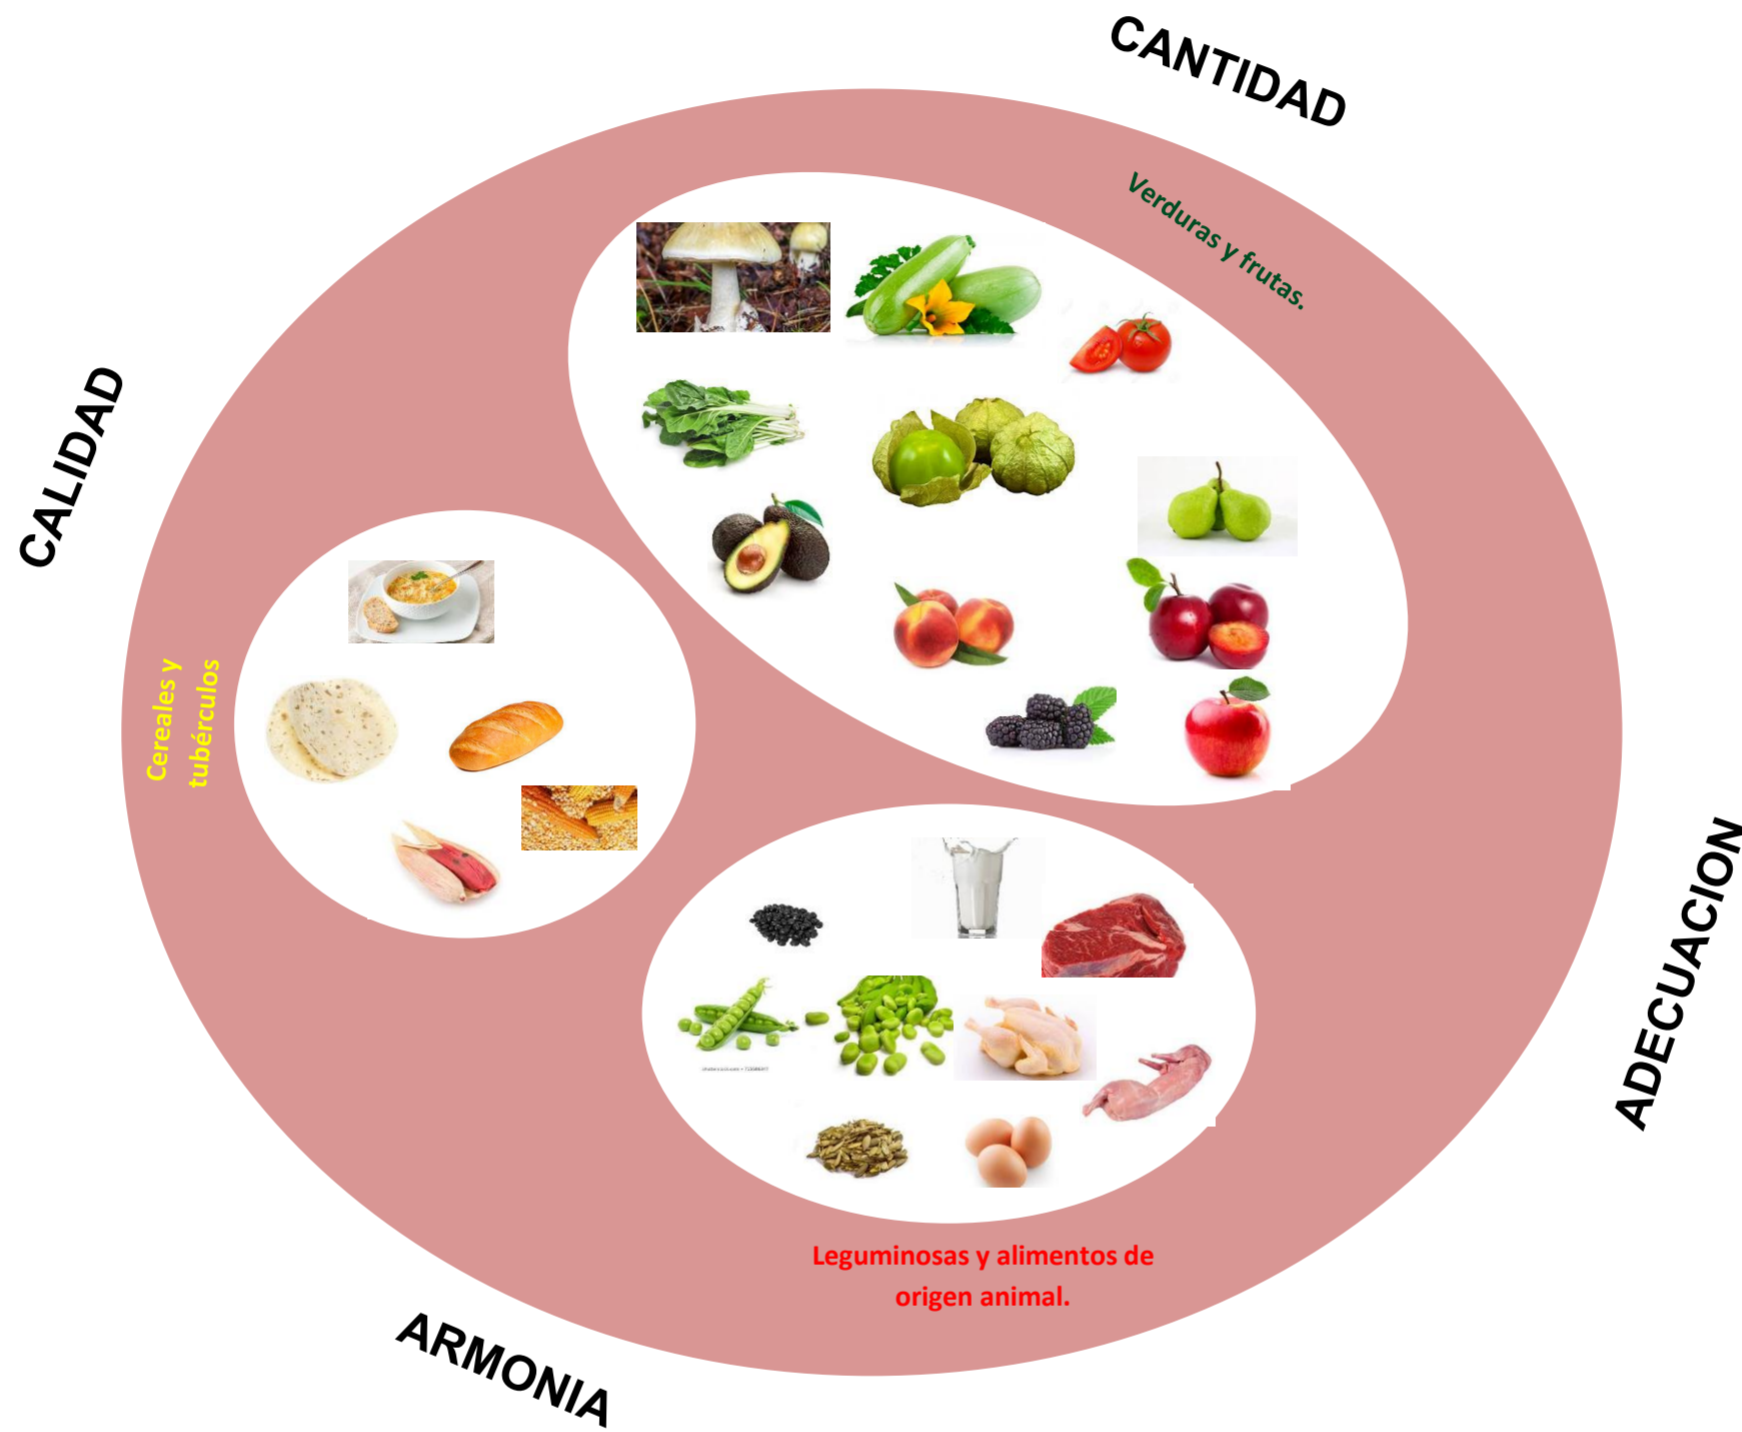 CANTIDAD
Verduras y frutas.
CALIDAD
Cereales y
tubérculos
ADECUACION
Leguminosas y alimentos de
origen animal.
ARMONIA